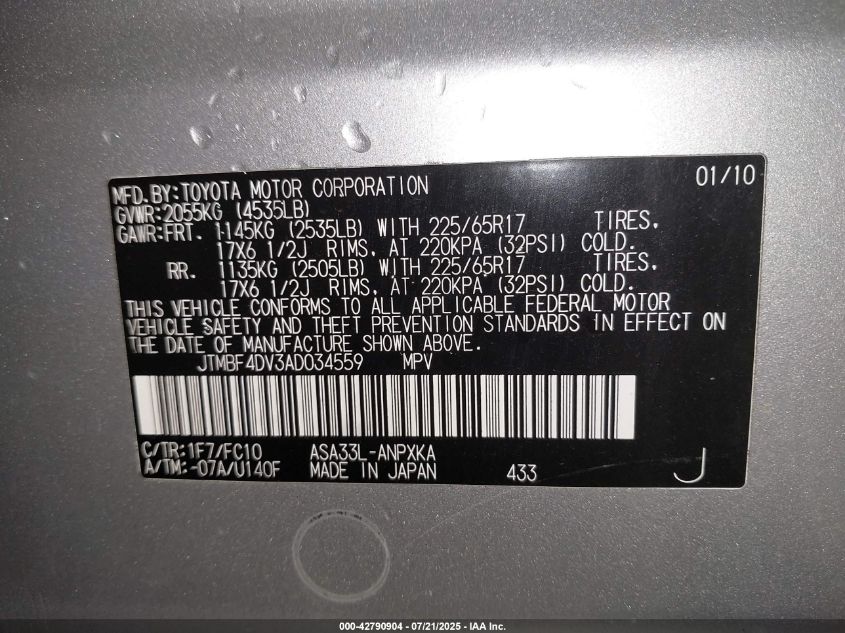 MFD. BY: TOYOTA MOTOR CORPORATION 01/10
GVWR: 2055KG (4535LB)
GAWR: FRT. 1145KG (2535LB) WITH 225/65R17 TIRES,
17X6 1/2J RIMS, AT 220KPA (32PSI) COLD.
RR. 1135KG (2505LB) WITH 225/65R17 TIRES,
17X6 1/2J RIMS, AT 220KPA (32PSI) COLD.
THIS VEHICLE CONFORMS TO ALL APPLICABLE FEDERAL MOTOR
VEHICLE SAFETY AND THEFT PREVENTION STANDARDS IN EFFECT ON
THE DATE OF MANUFACTURE SHOWN ABOVE.
JTMBF4DV3AD034559 MPV
C/TR: 1F7/FC10 ASA33L-ANPXKA
A/TM: -07A/U140F MADE IN JAPAN 433 J
000-42790904 - 07/21/2025 - IAA Inc.